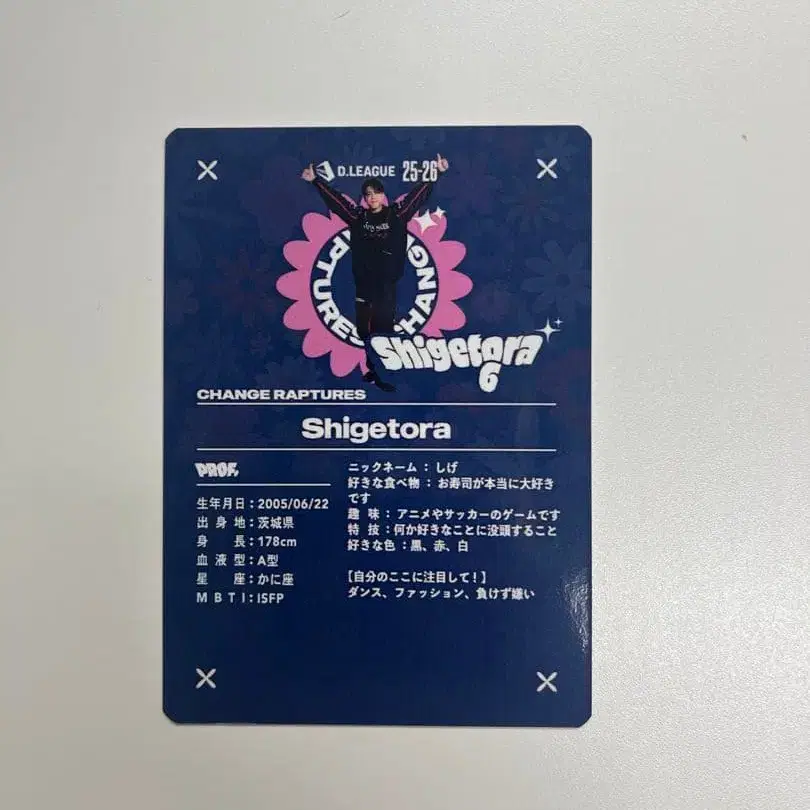 D.LEAGUE 25-26
CHANGE RAPTURES
Shigetora
6
CHANGE RAPTURES
Shigetora
PROF.
生年月日：2005/06/22
出身地：茨城県
身長：178cm
血液型：A型
星座：かに座
MBTI：ISFP
ニックネーム：しげ
好きな食べ物：お寿司が本当に大好き
です
趣味：アニメやサッカーのゲームです
特技：何か好きなことに没頭すること
好きな色：黒、赤、白
【自分のここに注目して！】
ダンス、ファッション、負けず嫌い